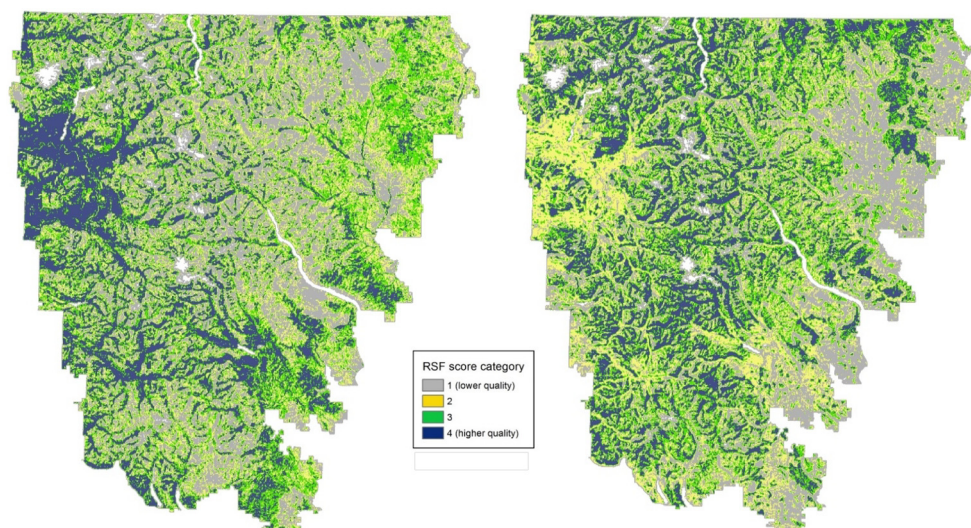 RSF score category
1 (lower quality)
2
3
4 (higher quality)